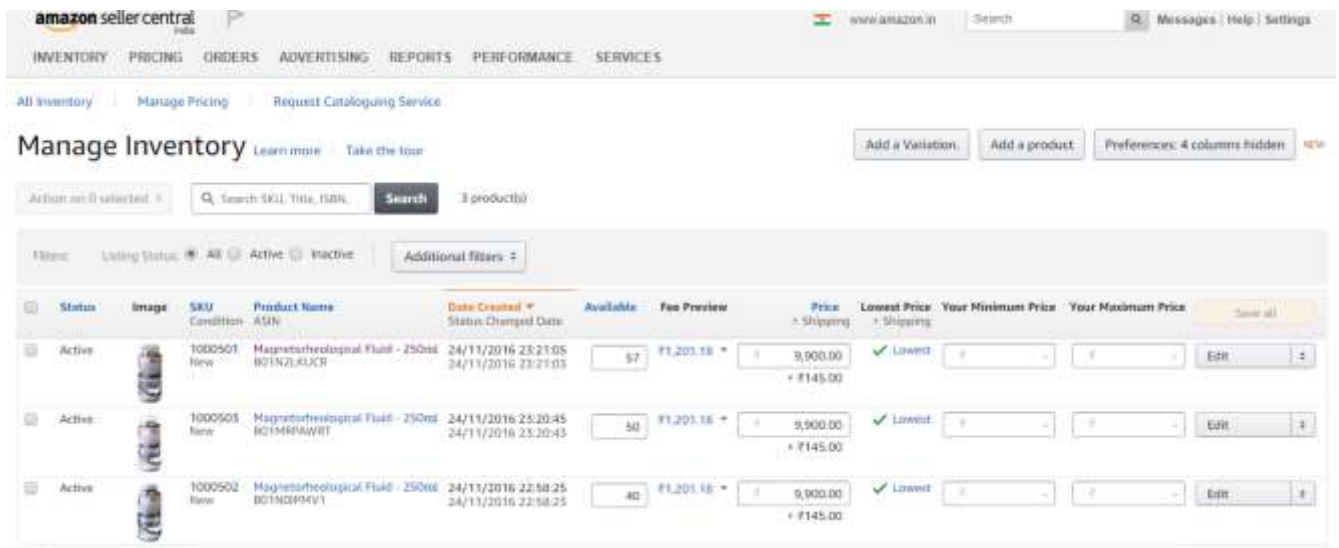 amazon seller central
India
www.amazon.in Search Messages | Help | Settings
INVENTORY PRICING ORDERS ADVERTISING REPORTS PERFORMANCE SERVICES
All Inventory Manage Pricing Request Cataloguing Service
Manage Inventory Learn more Take the tour Add a Variation. Add a product Preferences: 4 columns hidden NEW
Action on 0 selected Search SKU, Title, ISBN, Search 3 product(s)
Filters: Listing Status: All Active Inactive Additional filters
Status Image SKU Product Name Date Created Available Fee Preview Price Lowest Price Your Minimum Price Your Maximum Price Save all
Condition ASIN Status Changed Date + Shipping + Shipping
Active 1000501 Magnetorheological Fluid - 250ml 24/11/2016 23:21:05 57 ₹1,201.18 9,900.00 Lowest Edit
New 24/11/2016 23:21:03
+ ₹145.00
Active 1000503 Magnetorheological Fluid - 250ml 24/11/2016 23:20:45 50 ₹1,201.18 9,900.00 Lowest Edit
New 24/11/2016 23:20:43
+ ₹145.00
Active 1000502 Magnetorheological Fluid - 250ml 24/11/2016 22:58:25 40 ₹1,201.18 9,900.00 Lowest Edit
New 24/11/2016 22:58:25
+ ₹145.00